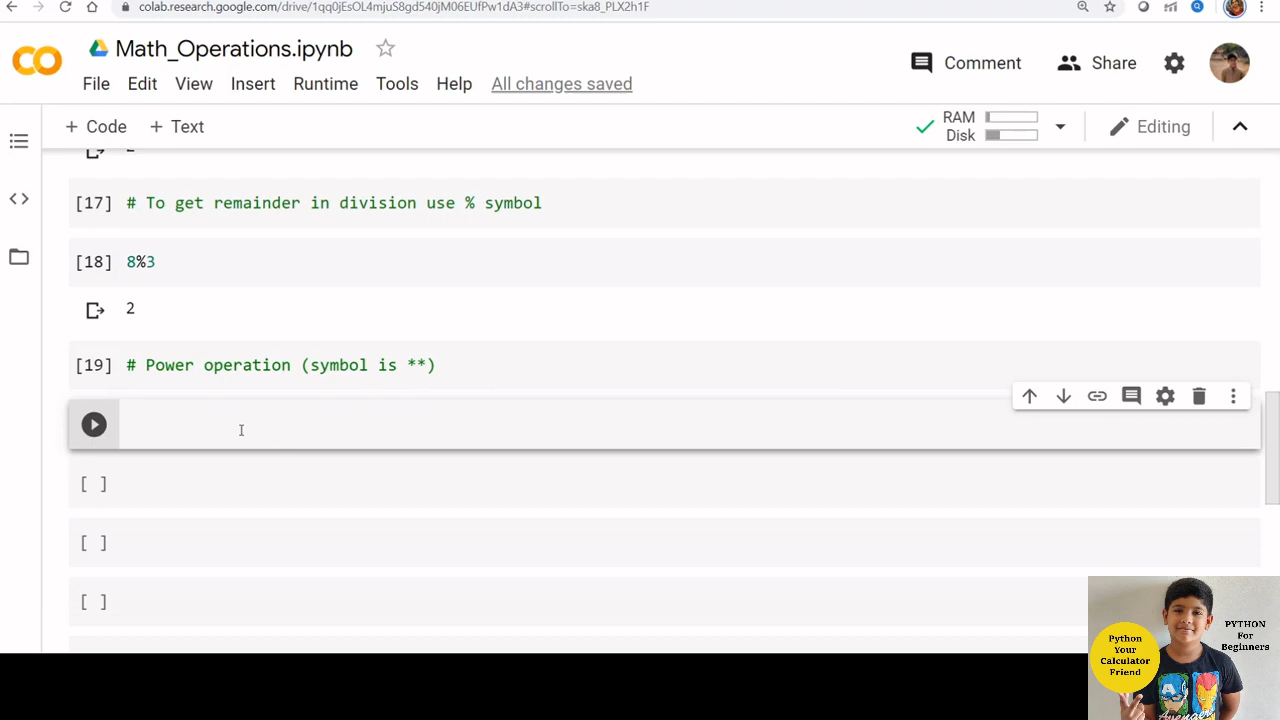 colab.research.google.com/drive/1qq0jEsOL4mjuS8gd540jM06EUfPw1dA3#scrollTo=ska8_PLX2h1F
Math_Operations.ipynb
Comment
Share
File Edit View Insert Runtime Tools Help All changes saved
+ Code + Text
RAM
Disk
Editing
[17] # To get remainder in division use % symbol
[18] 8%3
2
[19] # Power operation (symbol is **)
[ ]
[ ]
[ ]
Python
Your
Calculator
Friend
PYTHON
For
Beginners